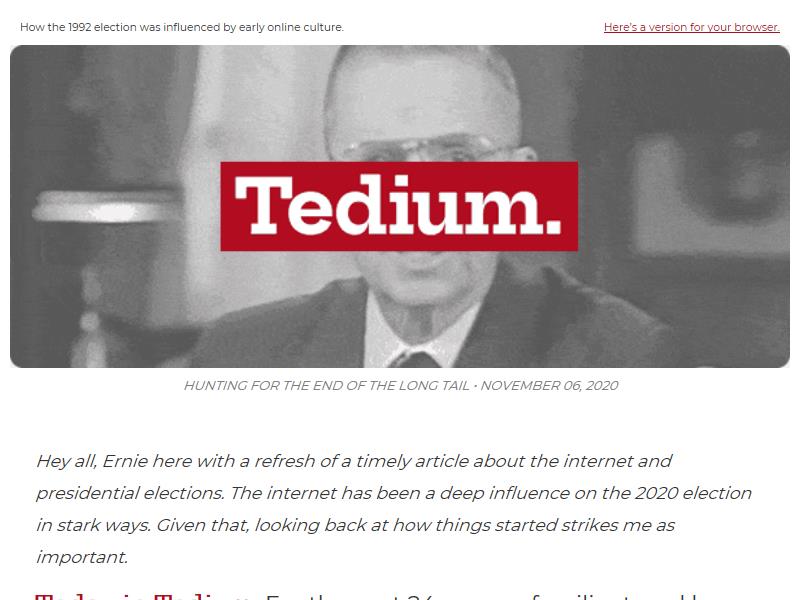 How the 1992 election was influenced by early online culture.
Here's a version for your browser.
Tedium.
HUNTING FOR THE END OF THE LONG TAIL • NOVEMBER 06, 2020
Hey all, Ernie here with a refresh of a timely article about the internet and
presidential elections. The internet has been a deep influence on the 2020 election
in stark ways. Given that, looking back at how things started strikes me as
important.